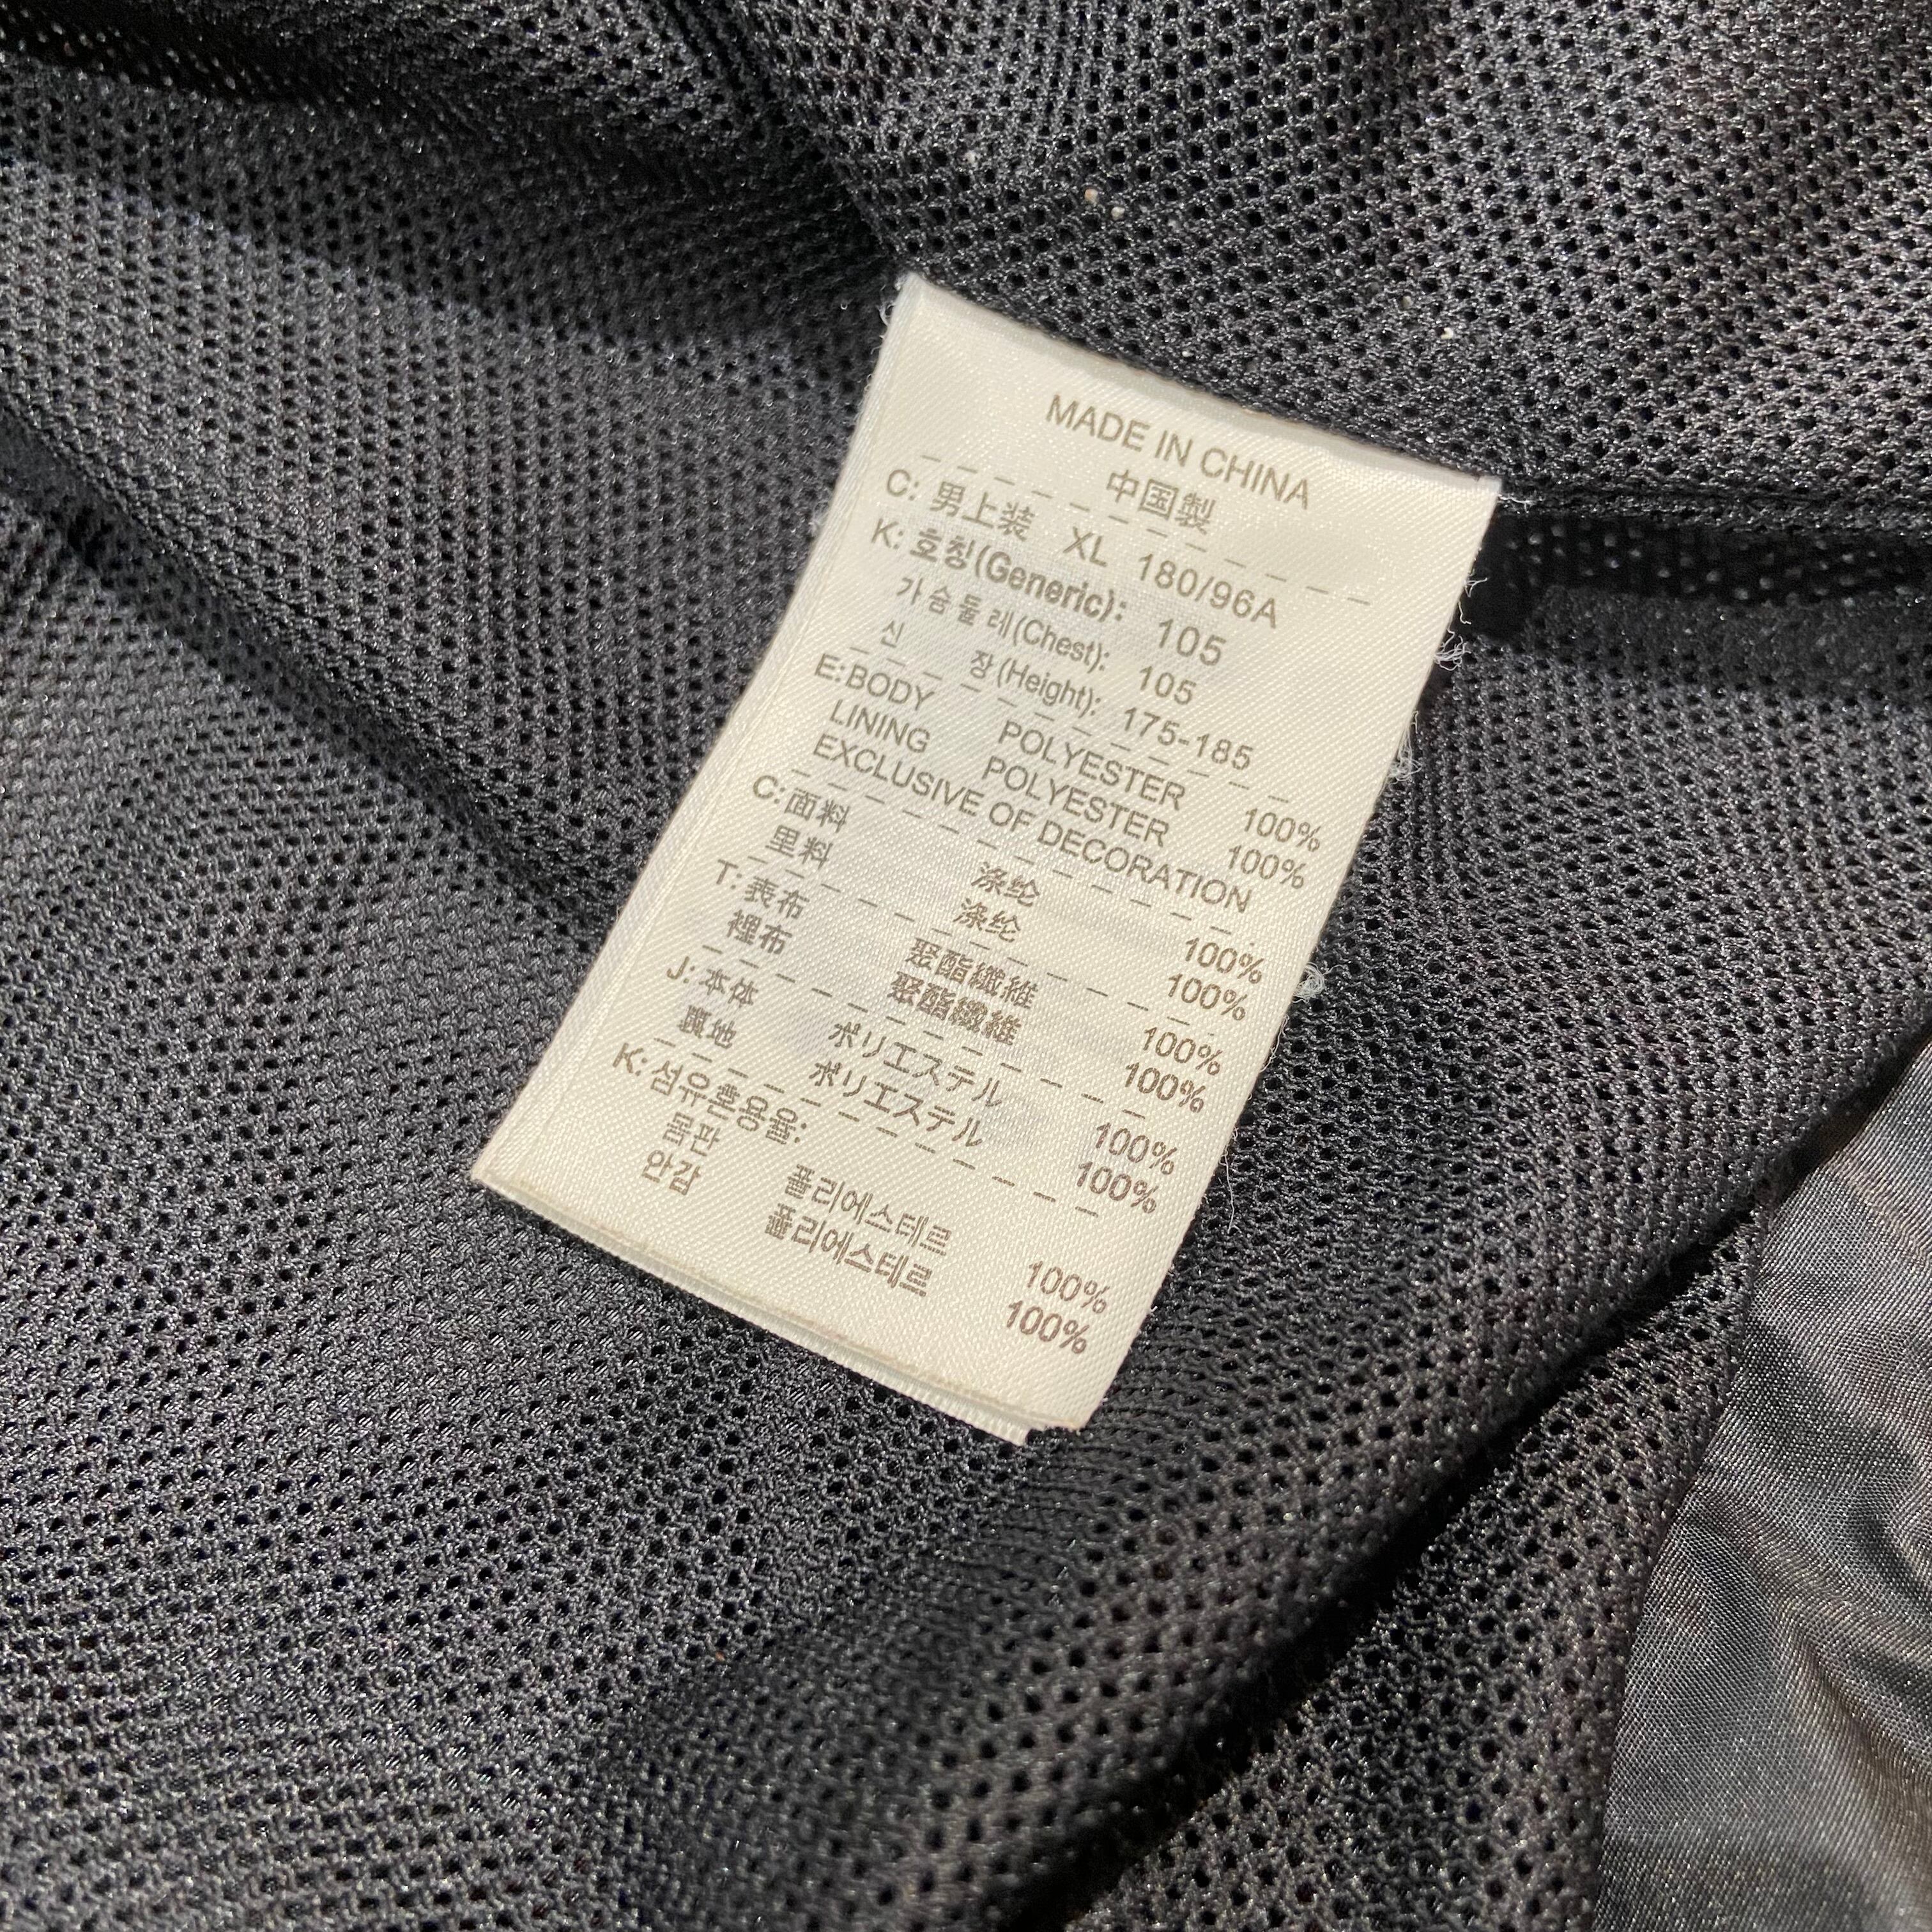 MADE IN CHINA
中国製
C: 男上装 XL 180/96A
K: 호칭(Generic): 105
가슴둘레(Chest): 105
신장(Height): 175-185
E: BODY POLYESTER 100%
LINING POLYESTER 100%
EXCLUSIVE OF DECORATION
C: 面料 涤纶 100%
里料 涤纶 100%
T: 表布 聚酯纖維 100%
裡布 聚酯纖維 100%
J: 本体 ポリエステル 100%
裏地 ポリエステル 100%
K: 섬유혼용율:
몸판 폴리에스테르 100%
안감 폴리에스테르 100%